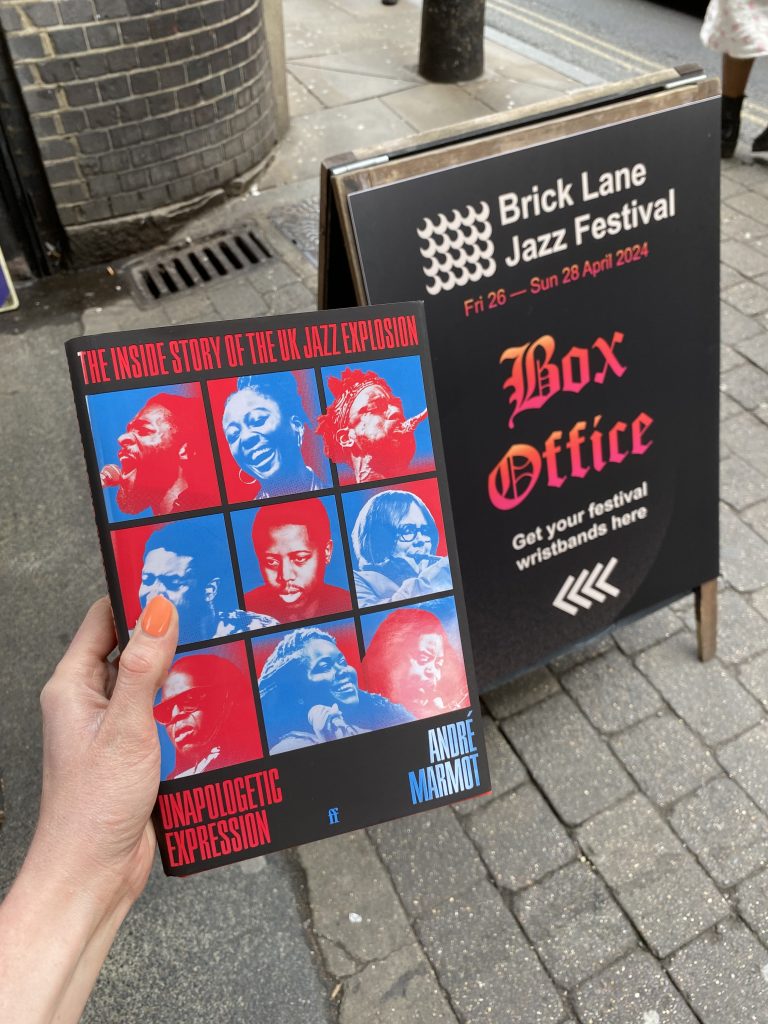 THE INSIDE STORY OF THE UK JAZZ EXPLOSION
UNAPOLOGETIC
EXPRESSION
ff
ANDRÉ
MARMOT
Brick Lane
Jazz Festival
Fri 26 — Sun 28 April 2024
Box
Office
Get your festival
wristbands here